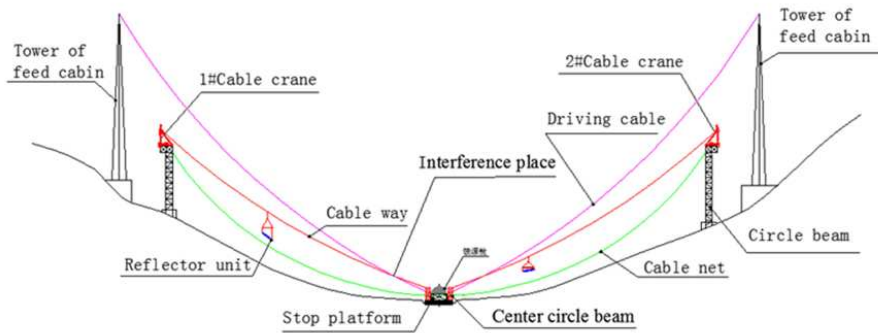 Tower of
feed cabin
1#Cable crane
2#Cable crane
Tower of
feed cabin
Driving cable
Interference place
Cable way
Circle beam
Reflector unit
Cable net
Stop platform
Center circle beam